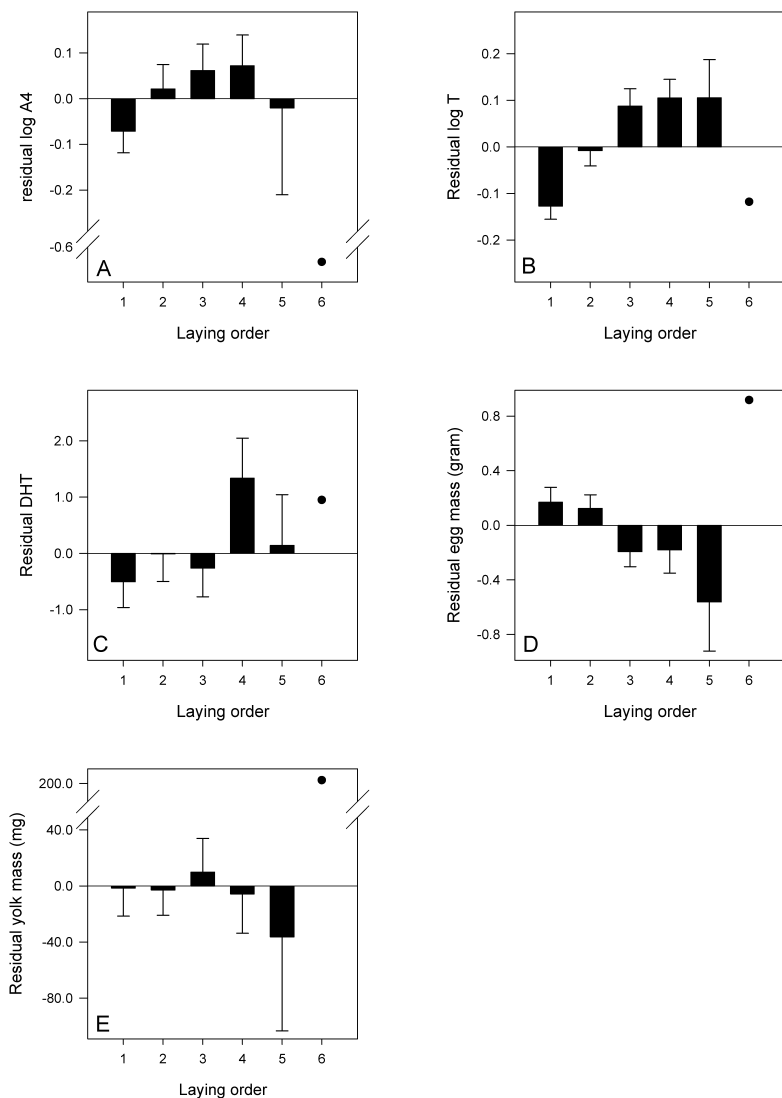 residual log A4
0.1
0.0
-0.1
-0.2
-0.6
A
1 2 3 4 5 6
Laying order
Residual log T
0.2
0.1
0.0
-0.1
-0.2
B
1 2 3 4 5 6
Laying order
Residual DHT
2.0
1.0
0.0
-1.0
C
1 2 3 4 5 6
Laying order
Residual egg mass (gram)
0.8
0.4
0.0
-0.4
-0.8
D
1 2 3 4 5 6
Laying order
Residual yolk mass (mg)
200.0
40.0
0.0
-40.0
-80.0
E
1 2 3 4 5 6
Laying order